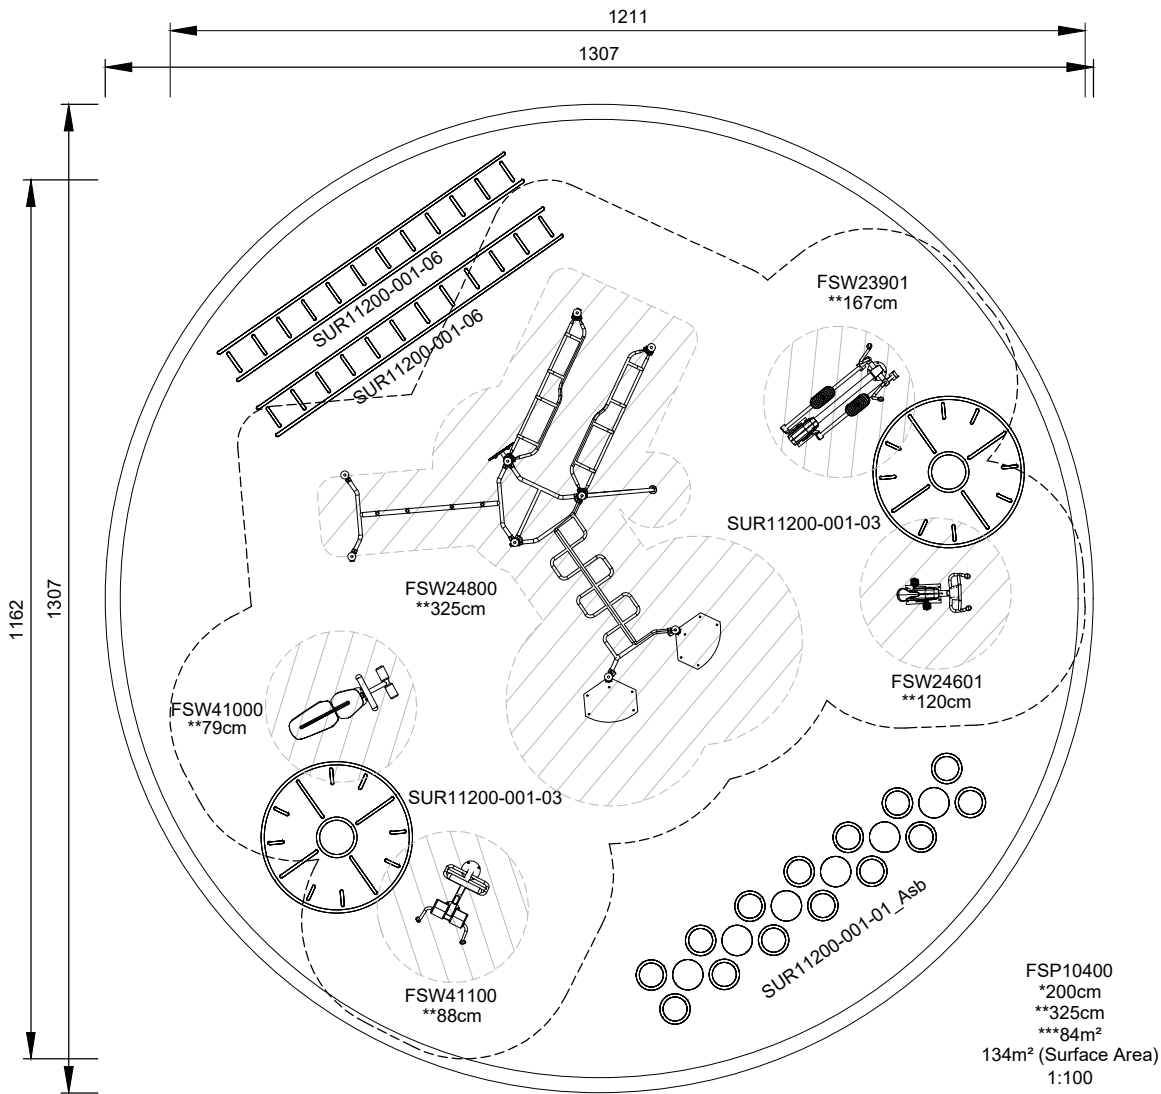 1211
1307
1162
1307
SUR11200-001-06
SUR11200-001-06
FSW23901
**167cm
SUR11200-001-03
FSW24800
**325cm
FSW24601
**120cm
FSW41000
**79cm
SUR11200-001-03
SUR11200-001-01_Asb
FSW41100
**88cm
FSP10400
*200cm
**325cm
***84m²
134m² (Surface Area)
1:100